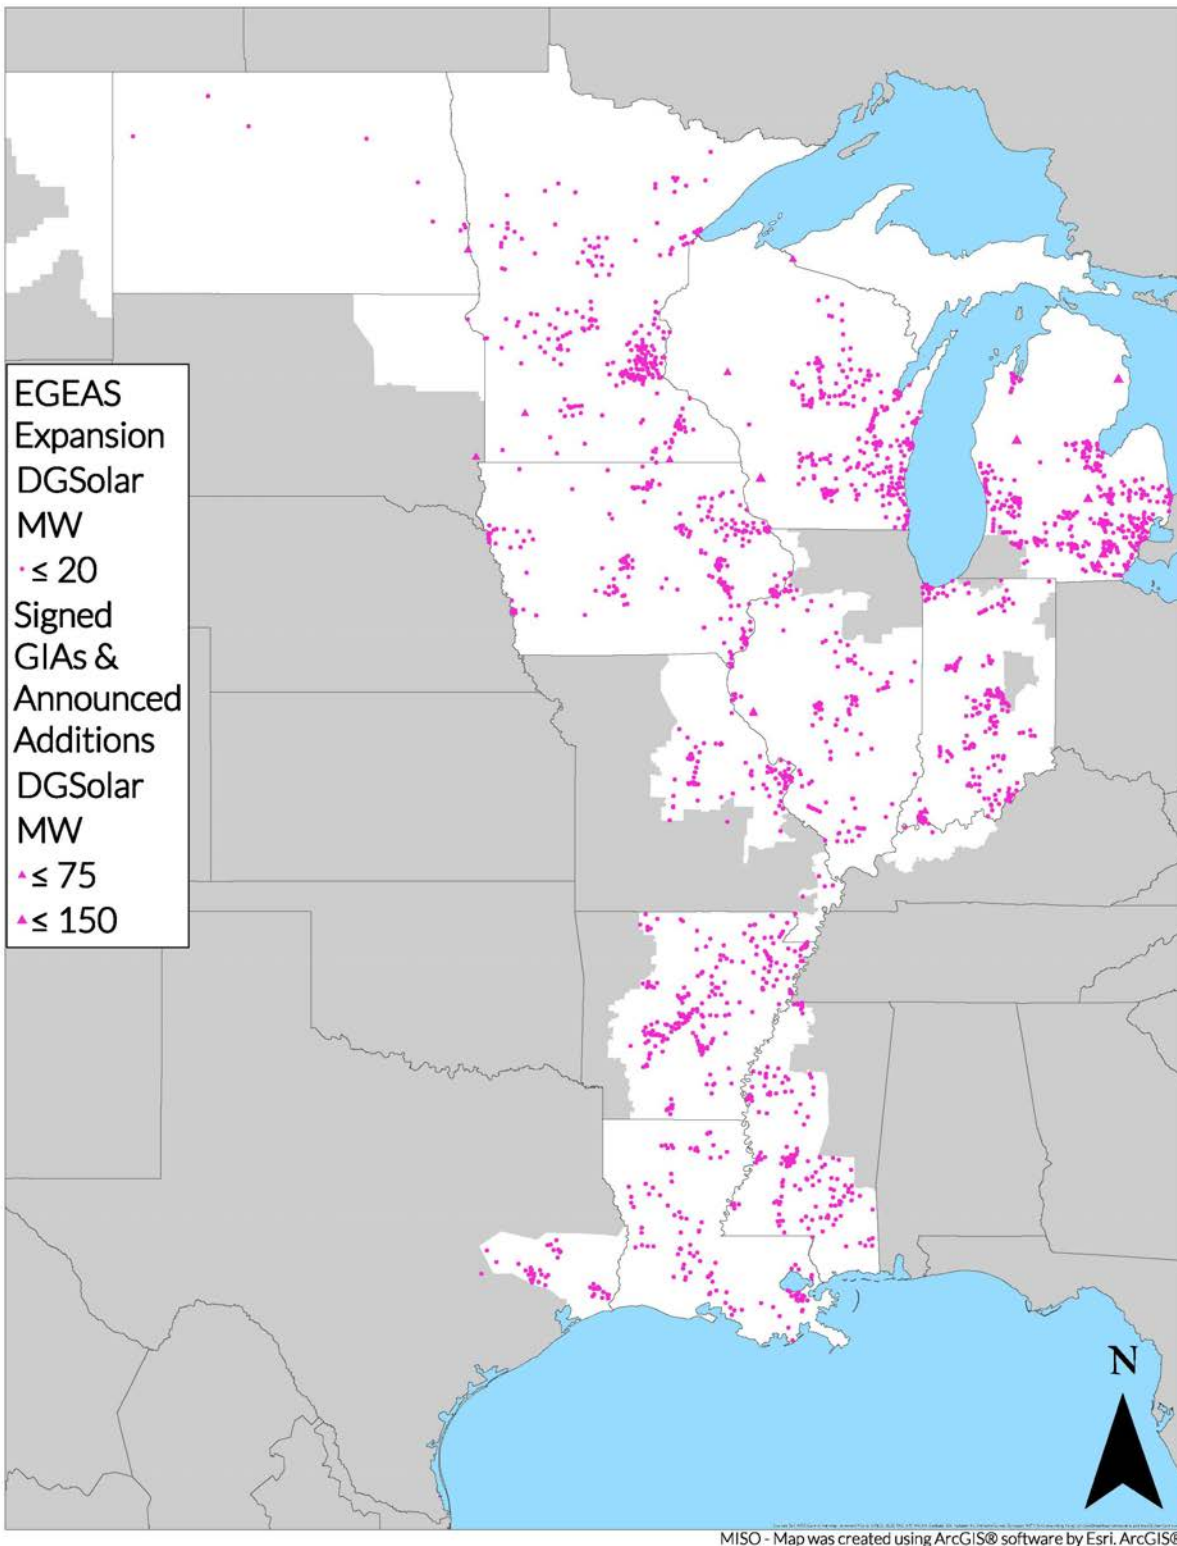 EGEAS
Expansion
DGSolar
MW
≤ 20
Signed
GIAs &
Announced
Additions
DGSolar
MW
≤ 75
≤ 150
N
MISO - Map was created using ArcGIS® software by Esri. ArcGIS®